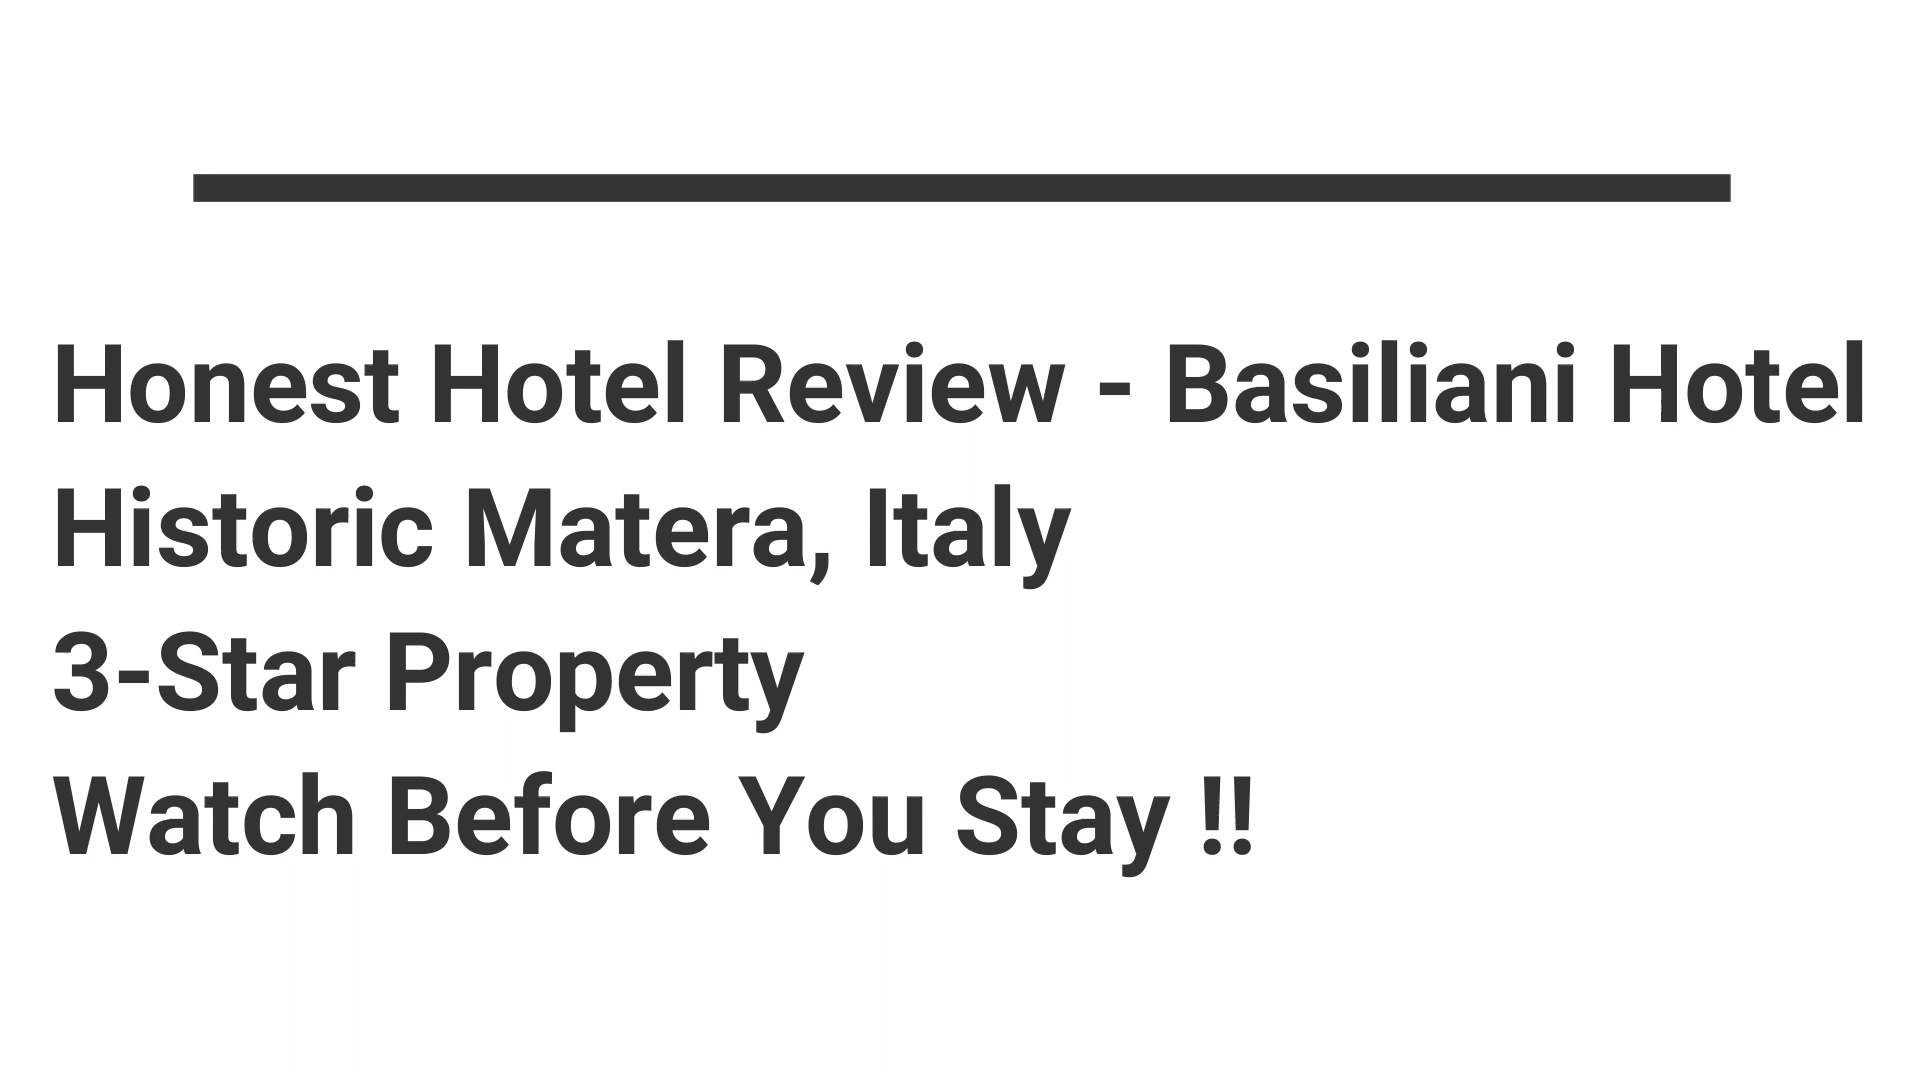 Honest Hotel Review - Basiliani Hotel
Historic Matera, Italy
3-Star Property
Watch Before You Stay !!